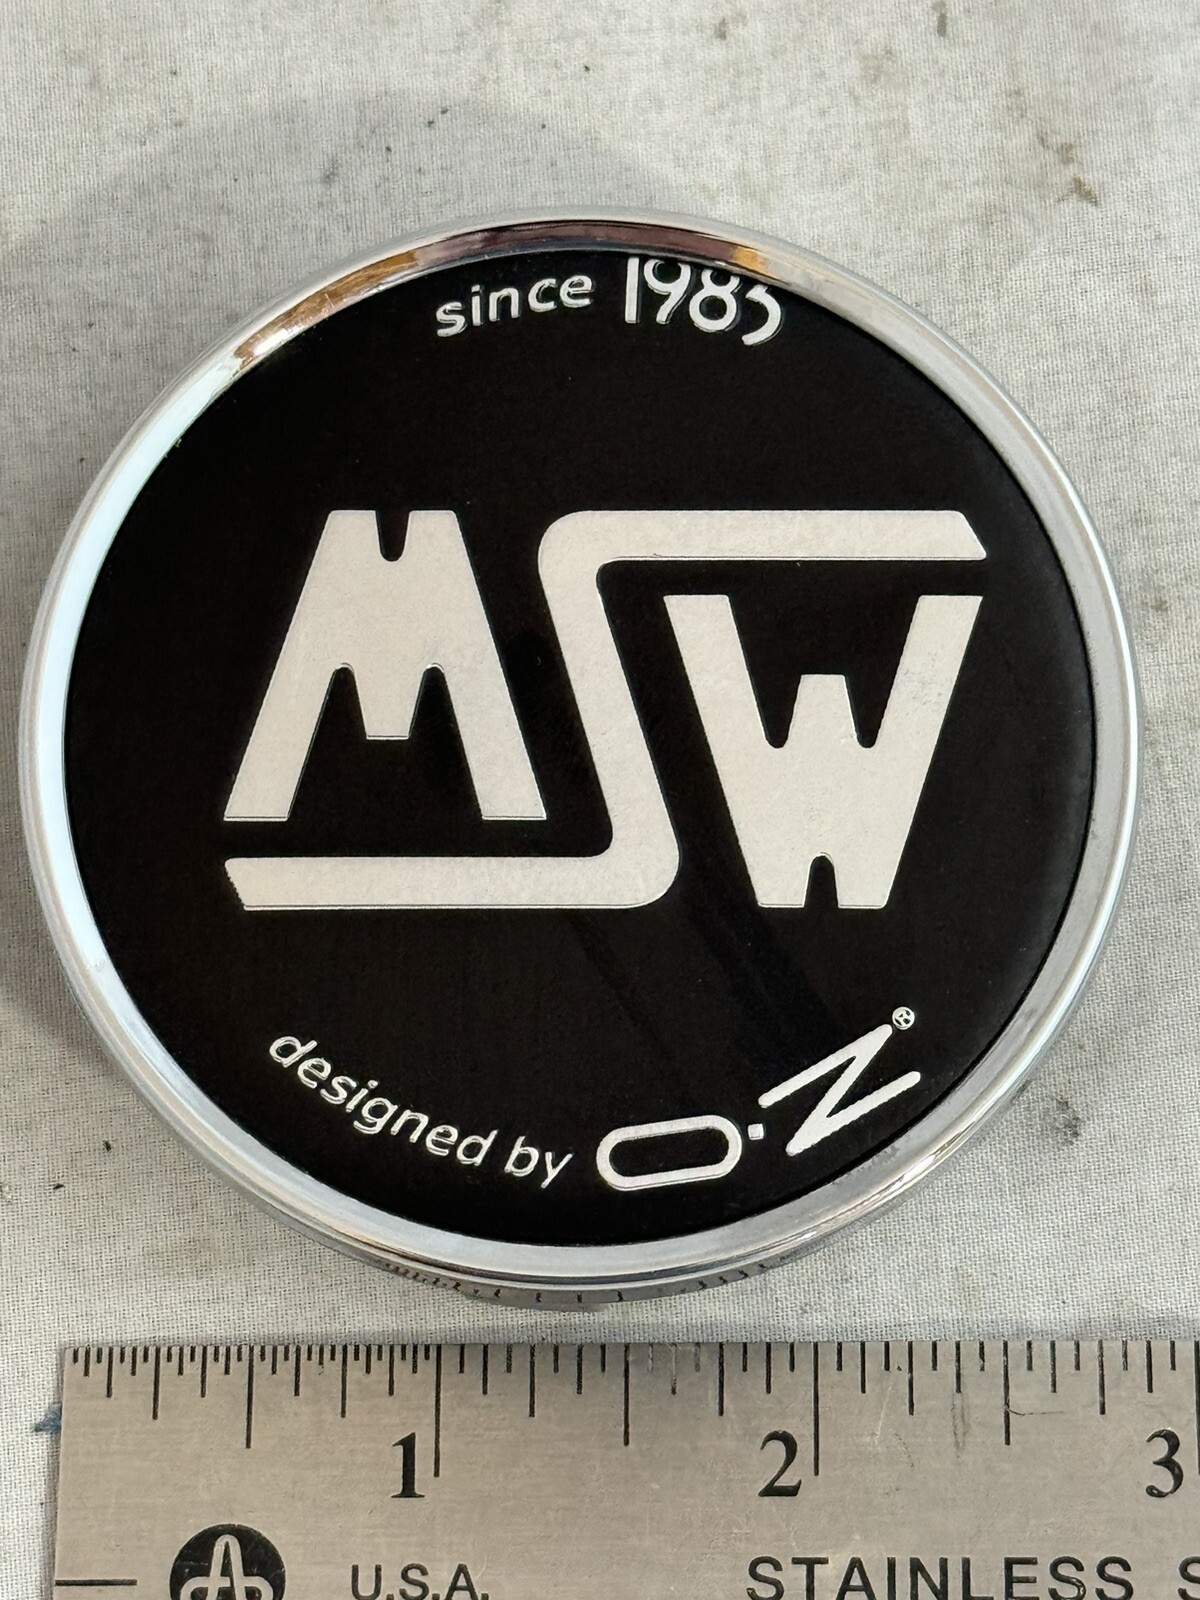 since 1985
MSW
designed by O·Z®
1 2 3
U.S.A. STAINLESS S